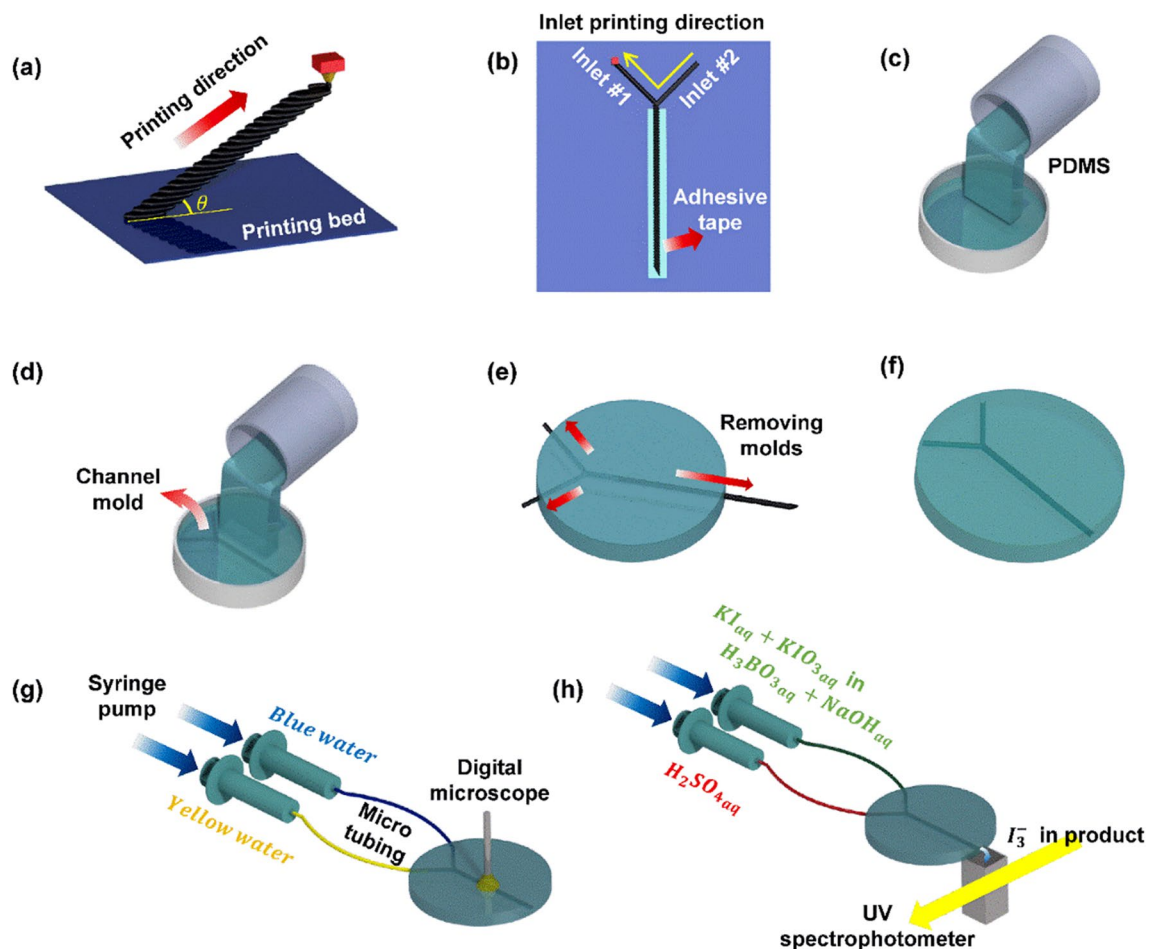 (a)
Printing direction
θ
Printing bed
Inlet printing direction
(b)
Inlet #1
Inlet #2
Adhesive
tape
(c)
PDMS
(d)
Channel
mold
(e)
Removing
molds
(f)
(g)
Syringe
pump
Blue water
Yellow water
Micro
tubing
Digital
microscope
(h)
KI_aq + KIO_3aq in
H_3BO_3aq + NaOH_aq
H_2SO_4aq
I_3^- in product
UV
spectrophotometer